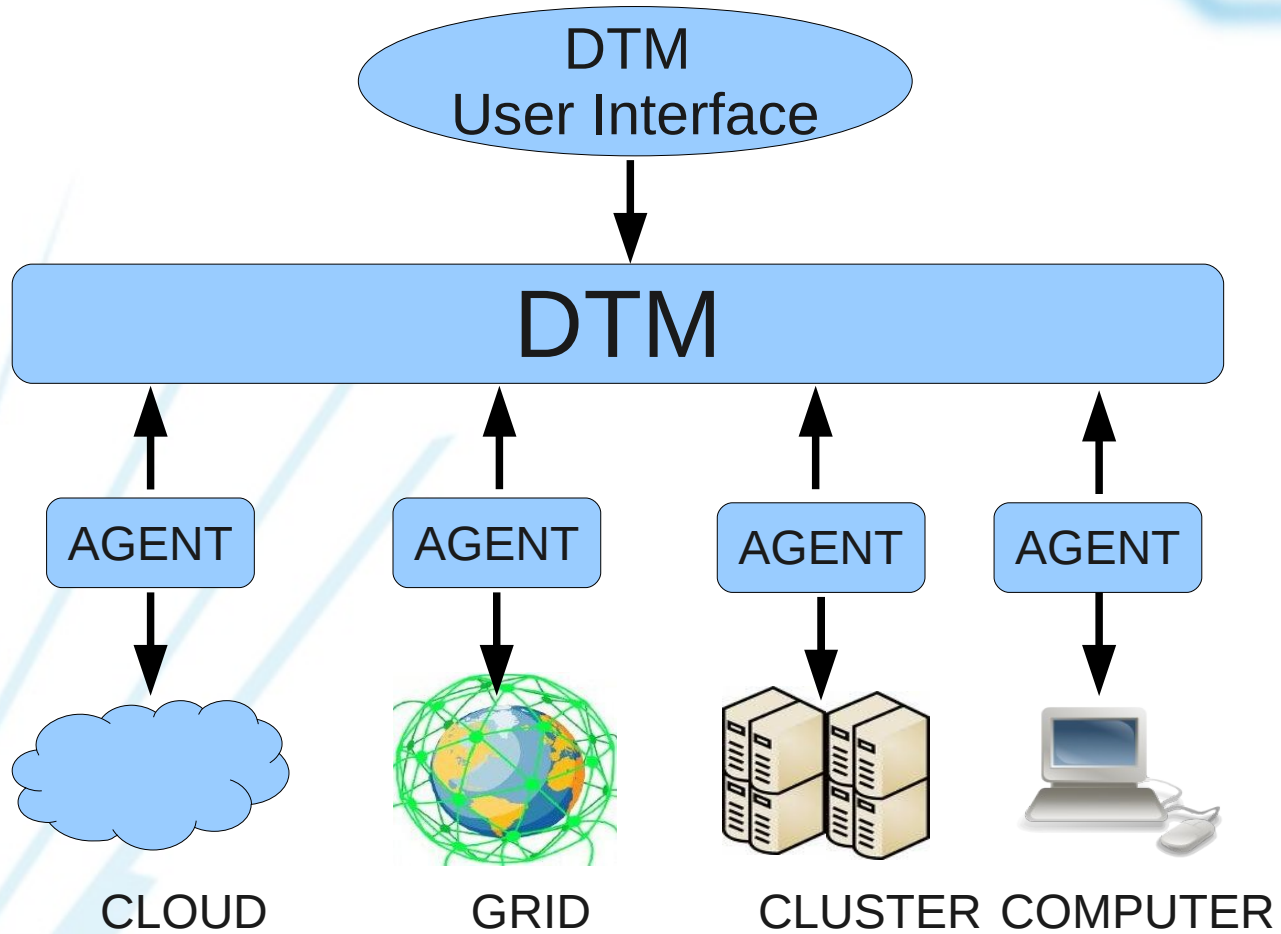 DTM
User Interface
DTM
AGENT AGENT AGENT AGENT
CLOUD GRID CLUSTER COMPUTER